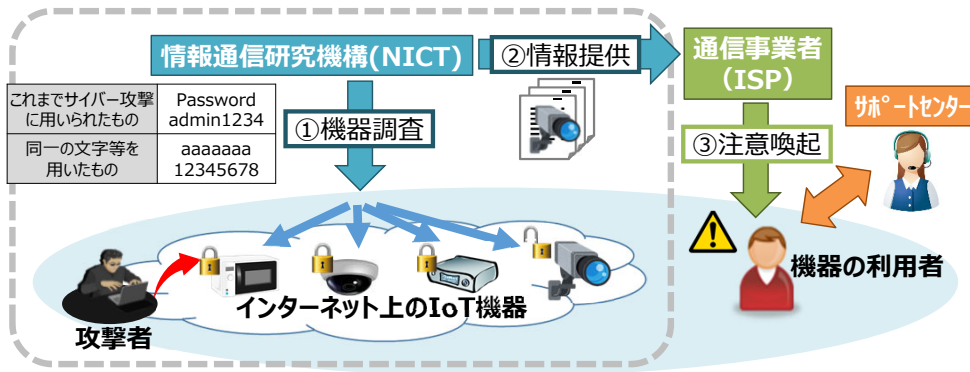 情報通信研究機構(NICT)
②情報提供
通信事業者
（ISP）
これまでサイバー攻撃
に用いられたもの
Password
admin1234
同一の文字等を
用いたもの
aaaaaaa
12345678
①機器調査
③注意喚起
ｻﾎﾟｰﾄｾﾝﾀｰ
機器の利用者
インターネット上のIoT機器
攻撃者